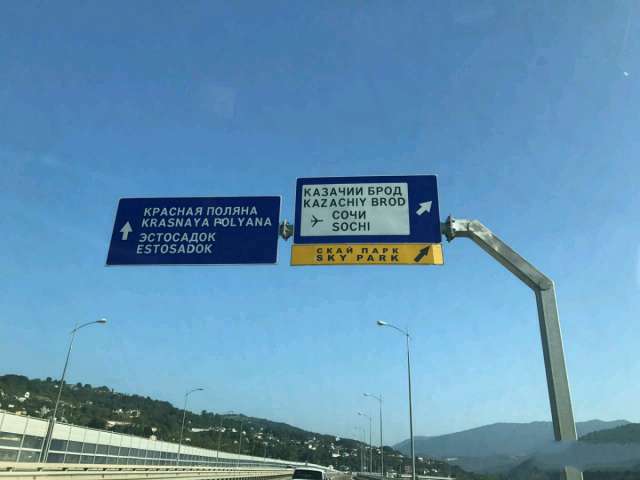 КРАСНАЯ ПОЛЯНА
KRASNAYA POLYANA
ЭСТОСАДОК
ESTOSADOK
КАЗАЧИЙ БРОД
KAZACHIY BROD
СОЧИ
SOCHI
СКАЙ ПАРК
SKY PARK